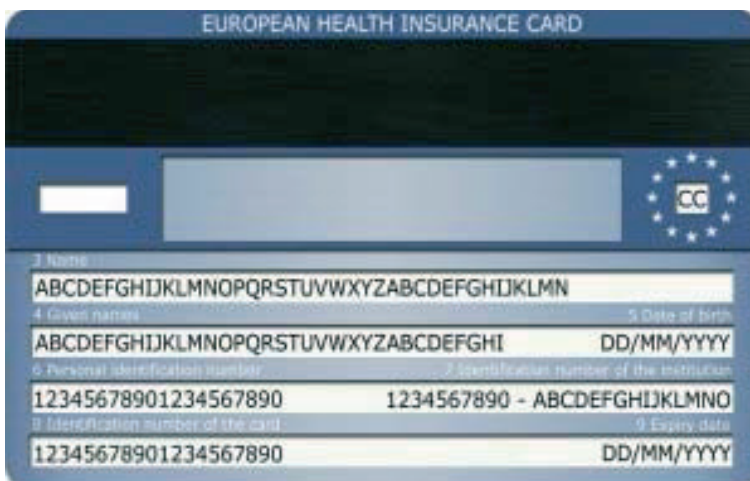 EUROPEAN HEALTH INSURANCE CARD
CC
3 Name
ABCDEFGHIJKLMNOPQRSTUVWXYZABCDEFGHIJKLMN
4 Given names 5 Date of birth
ABCDEFGHIJKLMNOPQRSTUVWXYZABCDEFGHI DD/MM/YYYY
6 Personal identification number 7 Identification number of the institution
12345678901234567890 1234567890 - ABCDEFGHIJKLMNO
8 Identification number of the card 9 Expiry date
12345678901234567890 DD/MM/YYYY